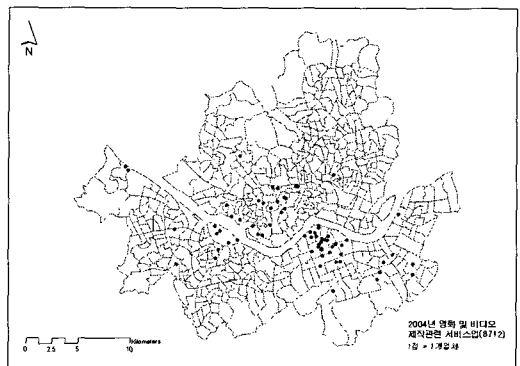 N
2004년 영화 및 비디오
제작관련 서비스업(8712)
1점 = 1개업체
0 2.5 5 10 Kilometers